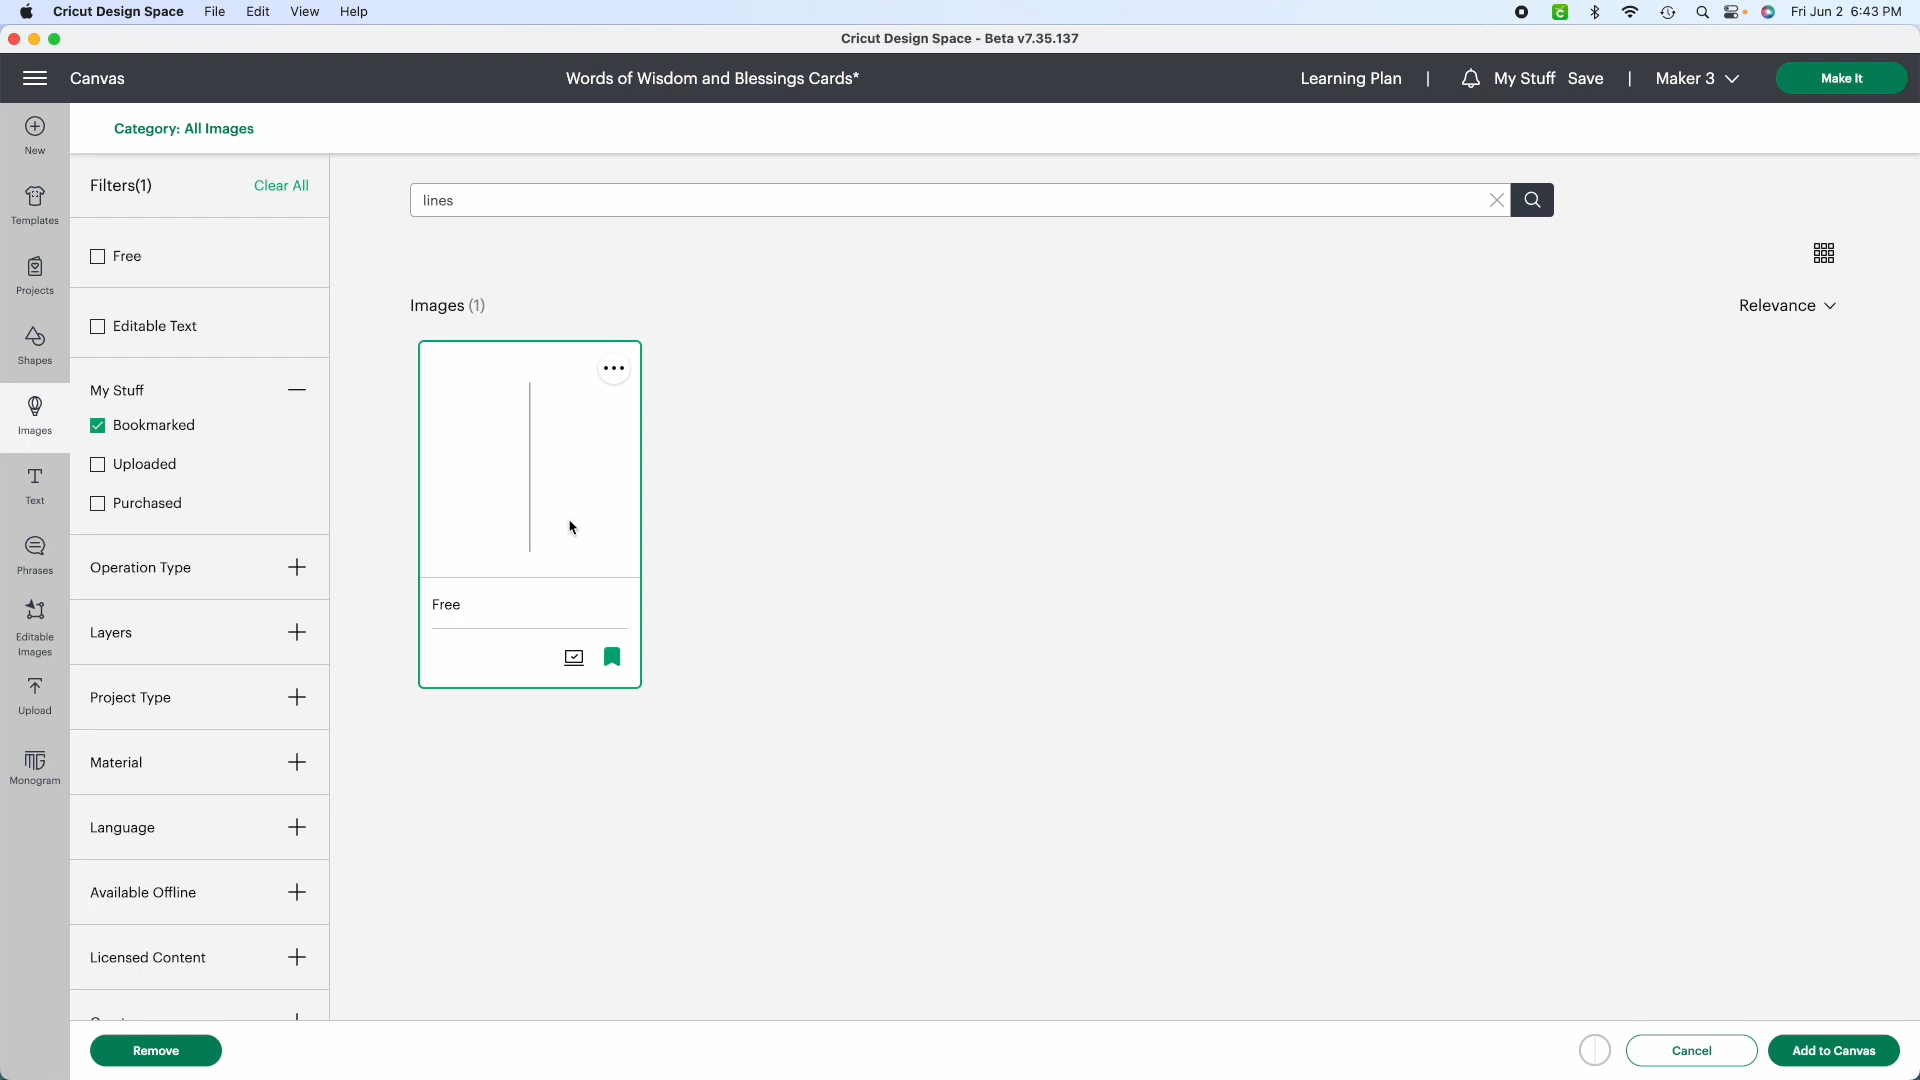 Cricut Design Space File Edit View Help Fri Jun 2 6:43 PM
Cricut Design Space - Beta v7.35.137
Canvas Words of Wisdom and Blessings Cards* Learning Plan | My Stuff Save | Maker 3 Make It
New
Templates
Projects
Shapes
Images
Text
Phrases
Editable
Images
Upload
Monogram
Category: All Images
Filters(1) Clear All
Free
Editable Text
My Stuff
Bookmarked
Uploaded
Purchased
Operation Type
Layers
Project Type
Material
Language
Available Offline
Licensed Content
lines
Images (1) Relevance
Free
Remove Cancel Add to Canvas